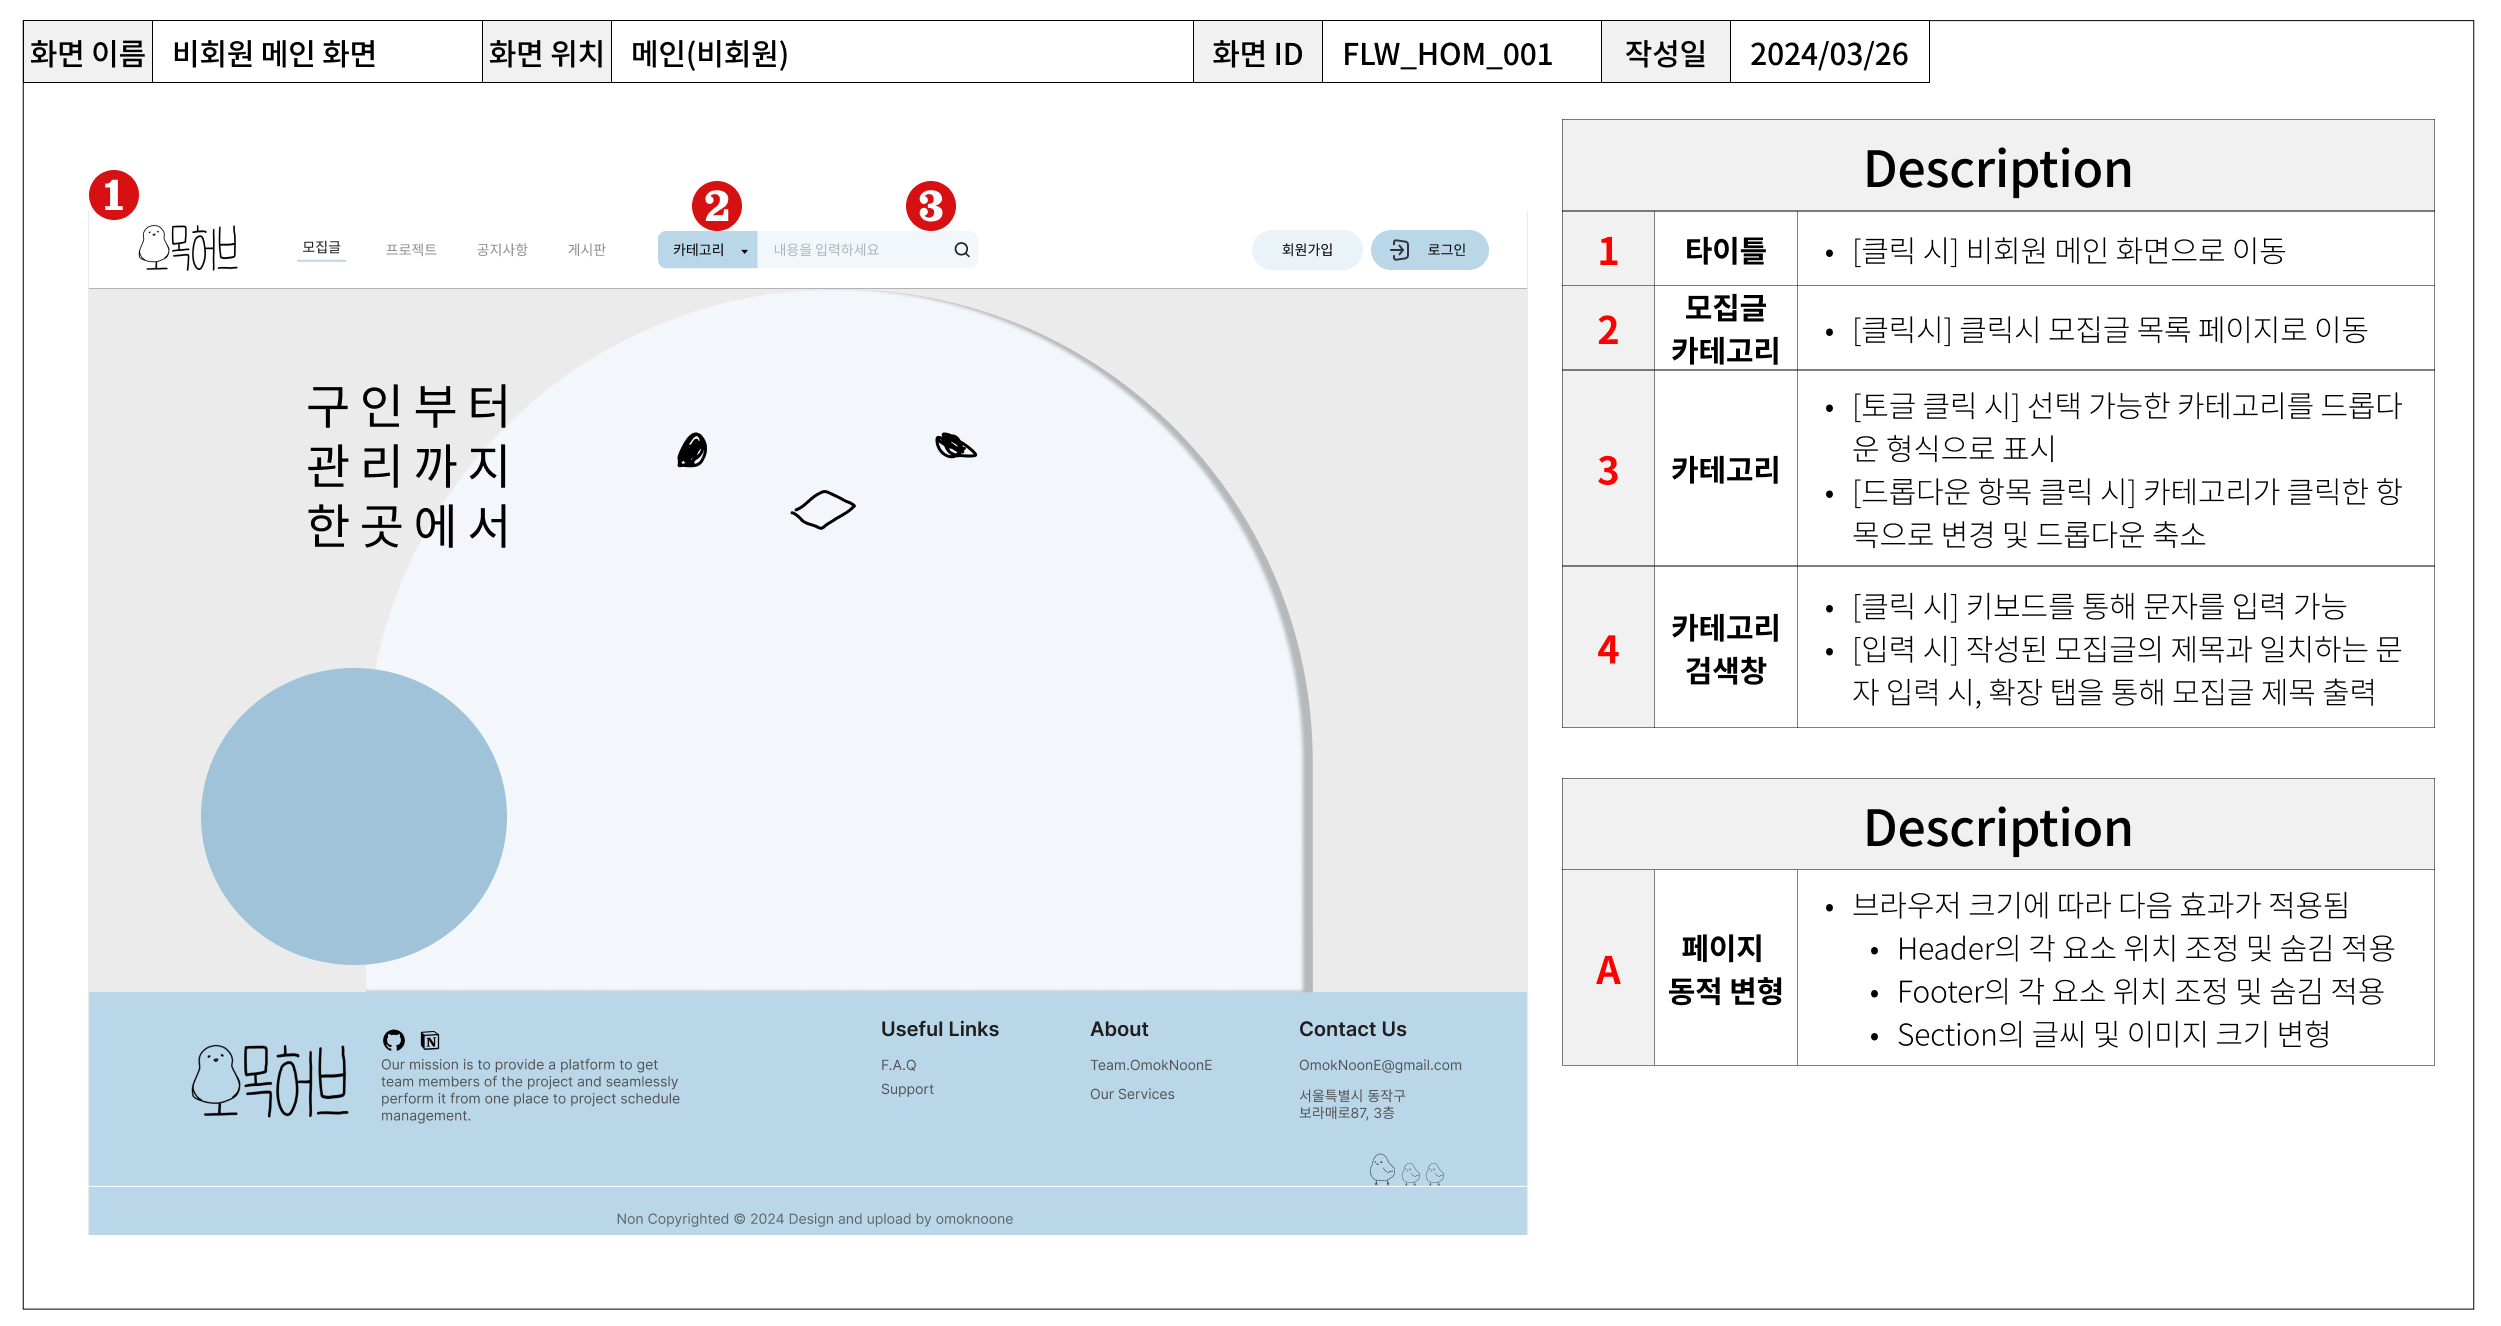 화면 이름 비회원 메인 화면 화면 위치 메인(비회원) 화면 ID FLW_HOM_001 작성일 2024/03/26
1
2
3
목허브 모집글 프로젝트 공지사항 게시판 카테고리 내용을 입력하세요 회원가입 로그인
구인부터
관리까지
한곳에서
목허브
Our mission is to provide a platform to get
team members of the project and seamlessly
perform it from one place to project schedule
management.
Useful Links
F.A.Q
Support
About
Team.OmokNoonE
Our Services
Contact Us
OmokNoonE@gmail.com
서울특별시 동작구
보라매로87, 3층
Non Copyrighted © 2024 Design and upload by omoknoone
Description
1 타이틀 • [클릭 시] 비회원 메인 화면으로 이동
2 모집글
카테고리 • [클릭시] 클릭시 모집글 목록 페이지로 이동
3 카테고리 • [토글 클릭 시] 선택 가능한 카테고리를 드롭다
운 형식으로 표시
• [드롭다운 항목 클릭 시] 카테고리가 클릭한 항
목으로 변경 및 드롭다운 축소
4 카테고리
검색창 • [클릭 시] 키보드를 통해 문자를 입력 가능
• [입력 시] 작성된 모집글의 제목과 일치하는 문
자 입력 시, 확장 탭을 통해 모집글 제목 출력
Description
A 페이지
동적 변형 • 브라우저 크기에 따라 다음 효과가 적용됨
• Header의 각 요소 위치 조정 및 숨김 적용
• Footer의 각 요소 위치 조정 및 숨김 적용
• Section의 글씨 및 이미지 크기 변형